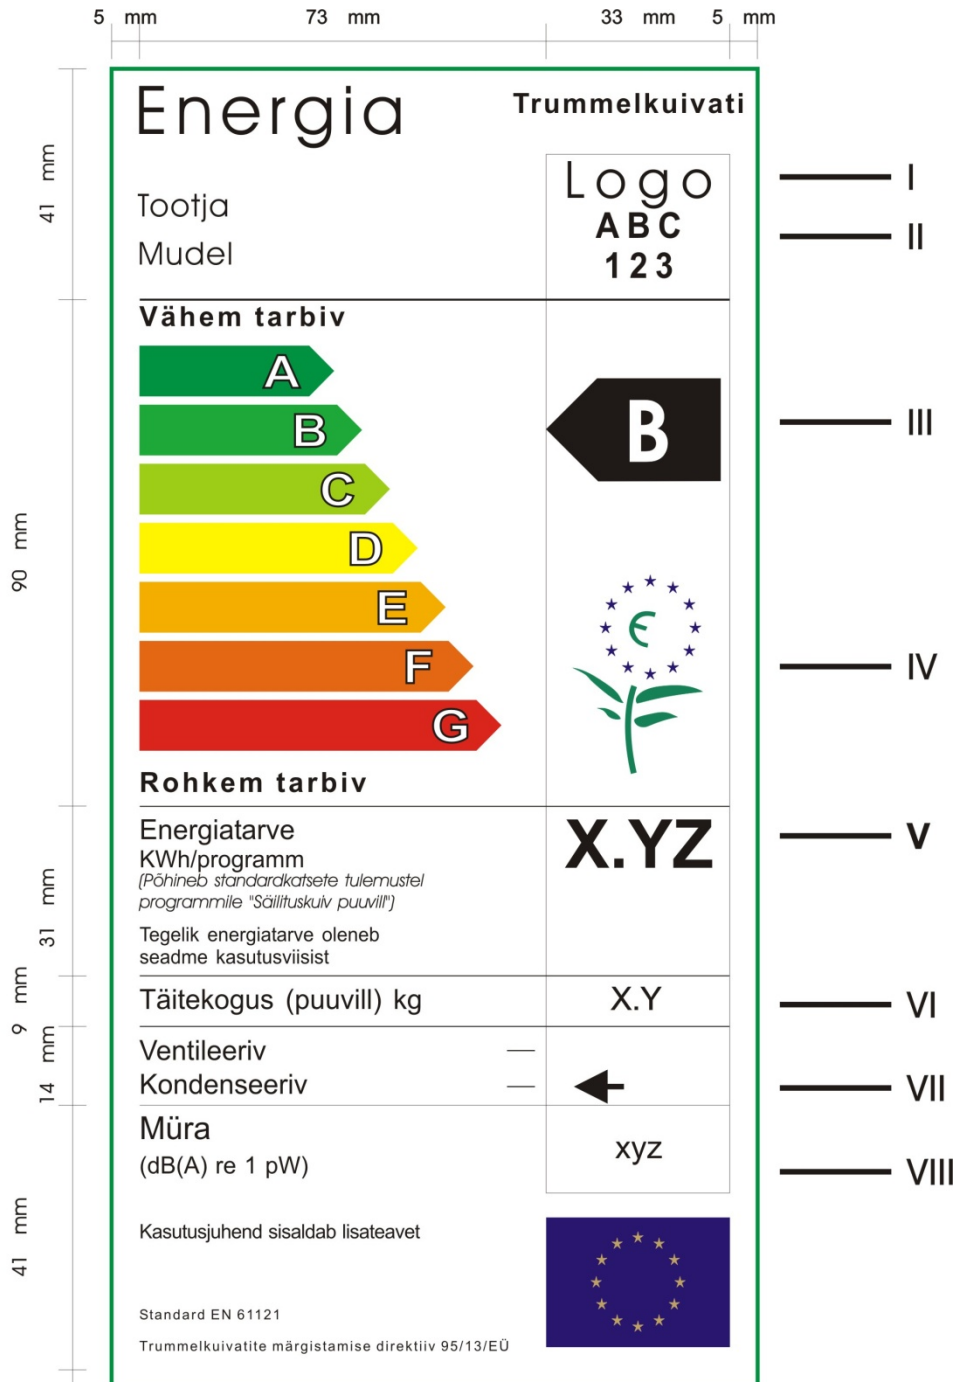 5 mm 73 mm 33 mm 5 mm
Energia
Trummelkuivati
41 mm
Logo
I
Tootja
ABC
II
Mudel
123
Vähem tarbiv
A
B
B
III
C
90 mm
D
E
F
IV
G
Rohkem tarbiv
Energiatarve
X.YZ
V
KWh/programm
(Põhineb standardkatsete tulemustel
programmile "Säilituskuiv puuvill")
31 mm
Tegelik energiatarve oleneb
seadme kasutusviisist
9 mm
Täitekogus (puuvill) kg
X.Y
VI
14 mm
Ventileeriv —
Kondenseeriv —
VII
Müra
(dB(A) re 1 pW)
xyz
VIII
41 mm
Kasutusjuhend sisaldab lisateavet
Standard EN 61121
Trummelkuivatite märgistamise direktiiv 95/13/EÜ